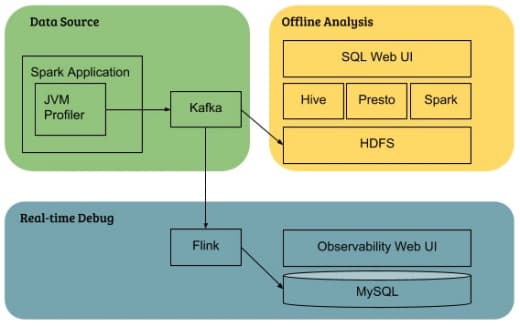 Data Source
Spark Application
JVM
Profiler
Kafka
Offline Analysis
SQL Web UI
Hive
Presto
Spark
HDFS
Real-time Debug
Flink
Observability Web UI
MySQL